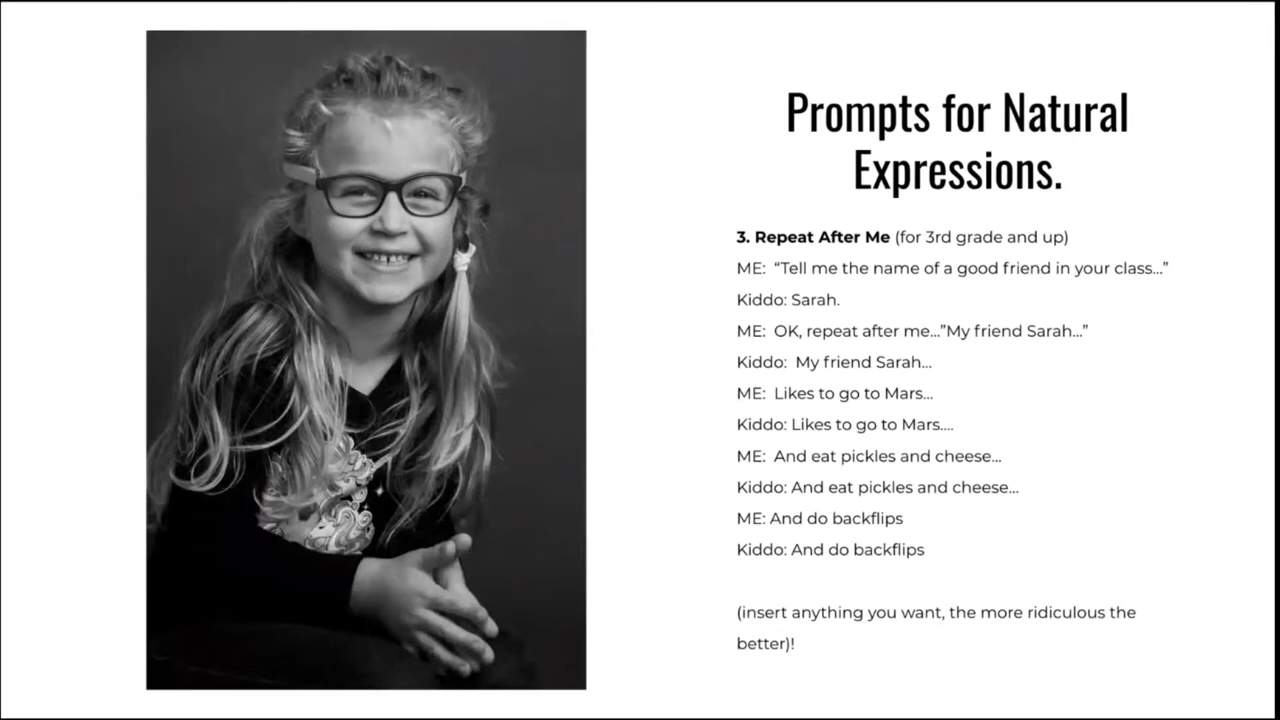 Prompts for Natural
Expressions.
3. Repeat After Me (for 3rd grade and up)
ME:  “Tell me the name of a good friend in your class...”
Kiddo: Sarah.
ME:  OK, repeat after me...”My friend Sarah...”
Kiddo:  My friend Sarah...
ME:  Likes to go to Mars...
Kiddo: Likes to go to Mars....
ME:  And eat pickles and cheese...
Kiddo: And eat pickles and cheese...
ME: And do backflips
Kiddo: And do backflips
(insert anything you want, the more ridiculous the
better)!